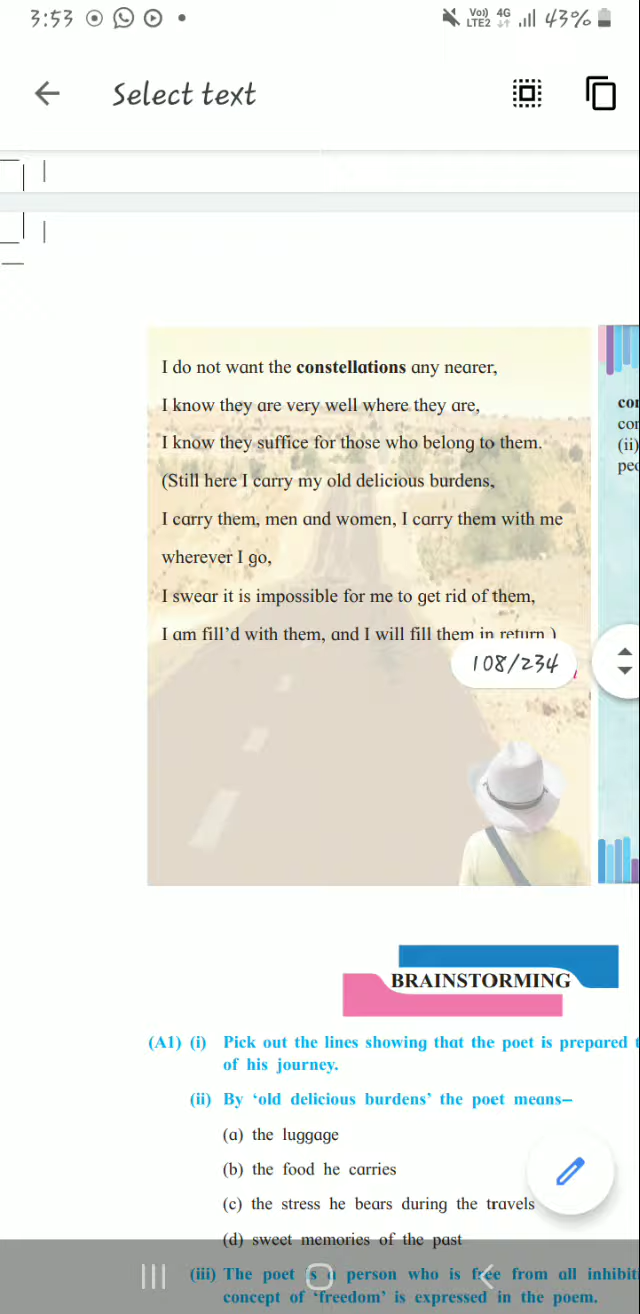 3:53
Vo)) LTE2 4G 43%
Select text
I do not want the constellations any nearer,
I know they are very well where they are,
I know they suffice for those who belong to them.
(Still here I carry my old delicious burdens,
I carry them, men and women, I carry them with me
wherever I go,
I swear it is impossible for me to get rid of them,
I am fill’d with them, and I will fill them in return.)
108/234
(ii)
BRAINSTORMING
(A1) (i) Pick out the lines showing that the poet is prepared
of his journey.
(ii) By ‘old delicious burdens’ the poet means–
(a) the luggage
(b) the food he carries
(c) the stress he bears during the travels
(d) sweet memories of the past
(iii) The poet is a person who is free from all
concept of ‘freedom’ is expressed in the poem.